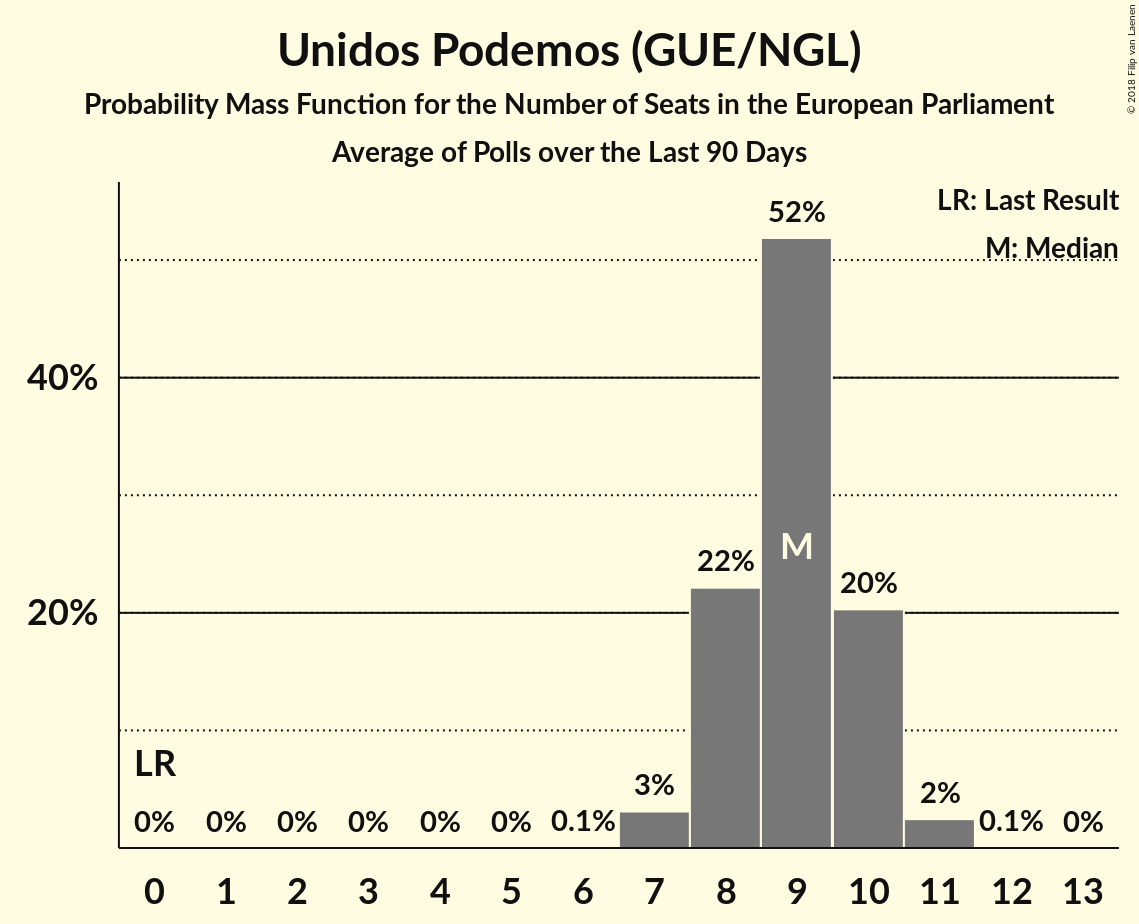 Unidos Podemos (GUE/NGL)
Probability Mass Function for the Number of Seats in the European Parliament
Average of Polls over the Last 90 Days
© 2018 Filip van Laenen
LR: Last Result
M: Median
52%
40%
M
22%
20%
20%
LR
3%
2%
0% 0% 0% 0% 0% 0% 0.1% 0.1% 0%
0 1 2 3 4 5 6 7 8 9 10 11 12 13